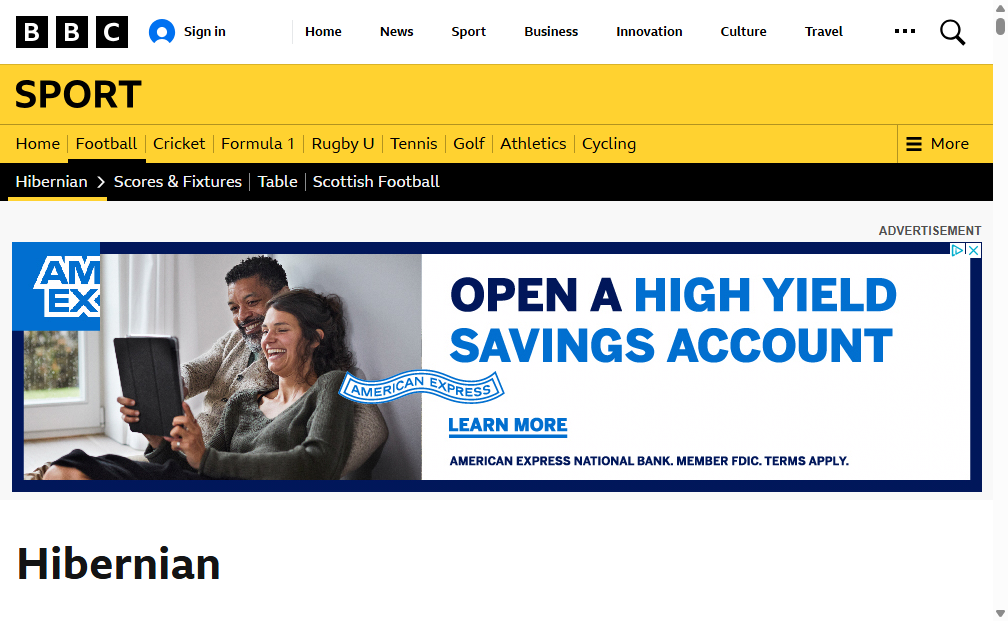 BBC Sign in Home News Sport Business Innovation Culture Travel
SPORT
Home Football Cricket Formula 1 Rugby U Tennis Golf Athletics Cycling More
Hibernian Scores & Fixtures Table Scottish Football
ADVERTISEMENT
AM
EX
OPEN A HIGH YIELD
SAVINGS ACCOUNT
AMERICAN EXPRESS
LEARN MORE
AMERICAN EXPRESS NATIONAL BANK. MEMBER FDIC. TERMS APPLY.
Hibernian